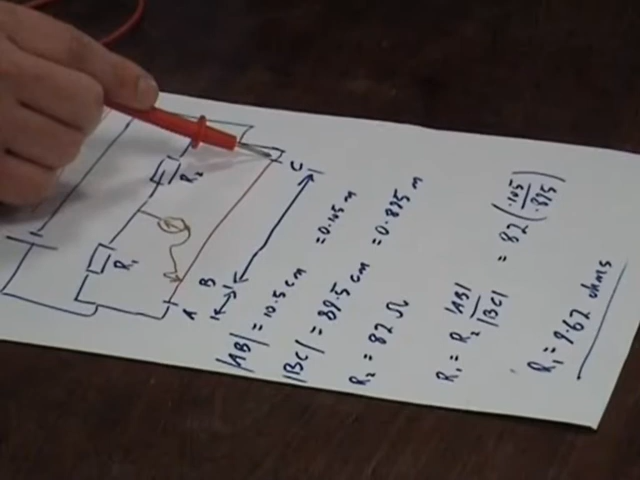 R₂
R₁
C
B
A
|AB| = 10.5 cm = 0.105 m
|BC| = 89.5 cm = 0.895 m
R₂ = 82 Ω
R₁ = R₂ |AB|/|BC| = 82 (.105/.895)
R₁ = 9.62 ohms